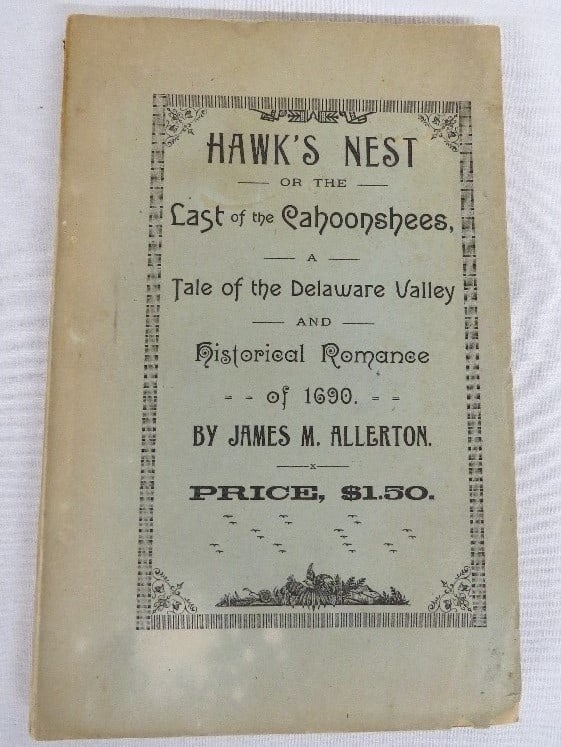 HAWK'S NEST
— OR THE —
Last of the Cahoonshees,
— A —
Tale of the Delaware Valley
— AND —
Historical Romance
- - of 1690. = =
BY JAMES M. ALLERTON.
—x—
PRICE, $1.50.